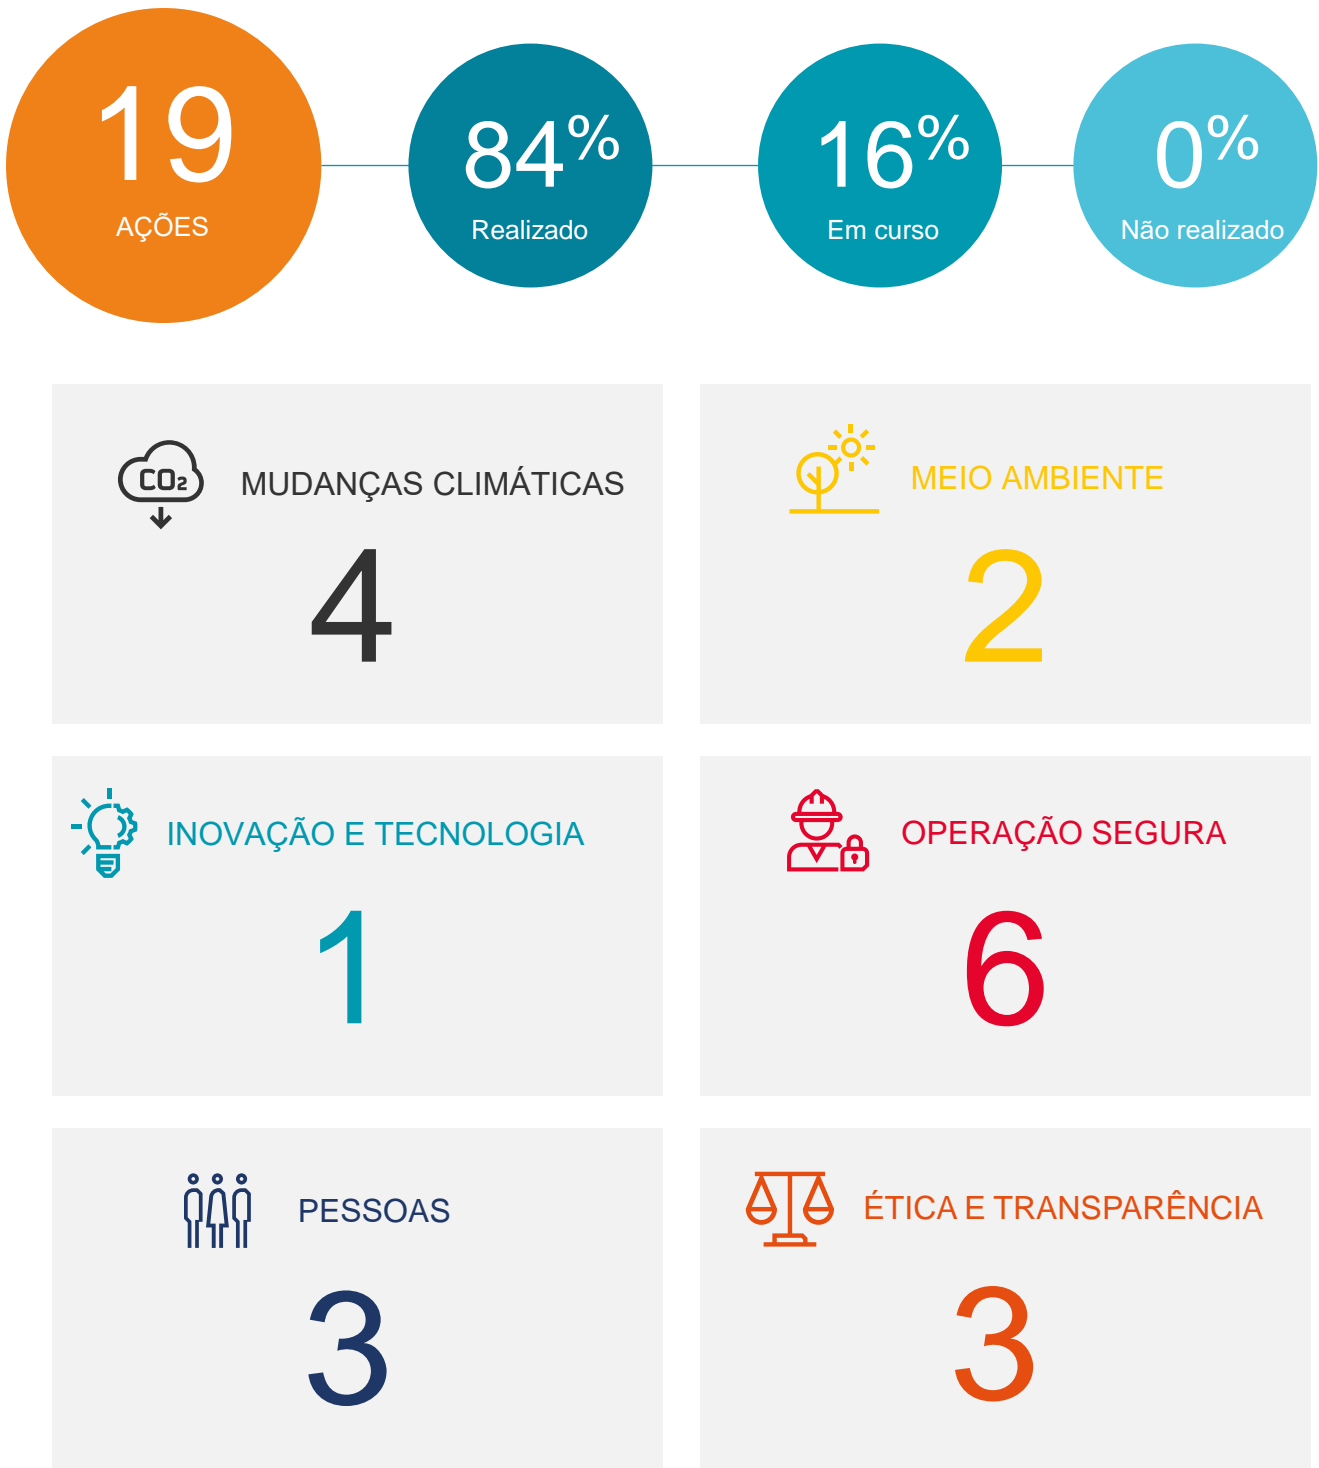 19
AÇÕES
84%
Realizado
16%
Em curso
0%
Não realizado
CO₂
MUDANÇAS CLIMÁTICAS
4
MEIO AMBIENTE
2
INOVAÇÃO E TECNOLOGIA
1
OPERAÇÃO SEGURA
6
PESSOAS
3
ÉTICA E TRANSPARÊNCIA
3